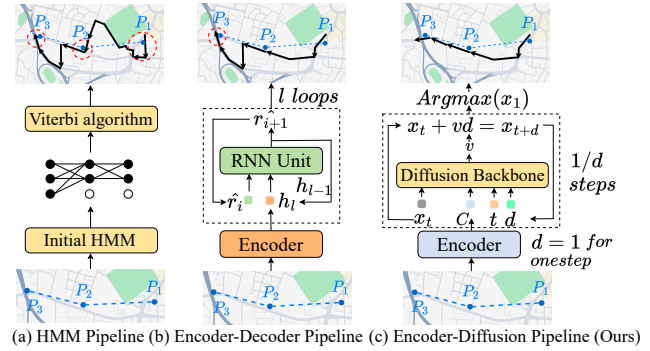 P₃ P₂ P₁
Viterbi algorithm
Initial HMM
P₃ P₂ P₁
(a) HMM Pipeline
P₃ P₂ P₁
l loops
r̂ᵢ₊₁
RNN Unit
hₗ₋₁
r̂ᵢ hₗ
Encoder
P₃ P₂ P₁
(b) Encoder-Decoder Pipeline
P₃ P₂ P₁
Argmax(x₁)
xₜ + vd = xₜ₊d
v
Diffusion Backbone
1/d
steps
xₜ C t d
Encoder
d = 1 for
onestep
P₃ P₂ P₁
(c) Encoder-Diffusion Pipeline (Ours)